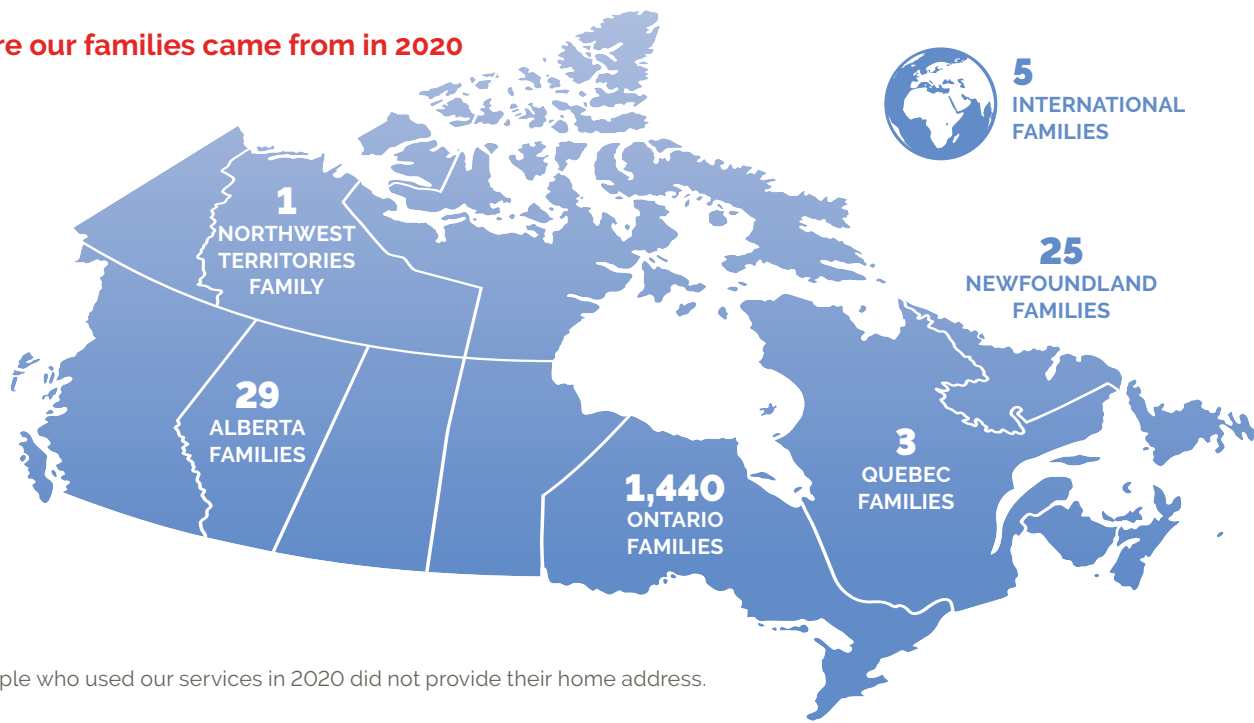 re our families came from in 2020
5
INTERNATIONAL
FAMILIES
1
NORTHWEST
TERRITORIES
FAMILY
25
NEWFOUNDLAND
FAMILIES
29
ALBERTA
FAMILIES
3
QUEBEC
FAMILIES
1,440
ONTARIO
FAMILIES
ple who used our services in 2020 did not provide their home address.